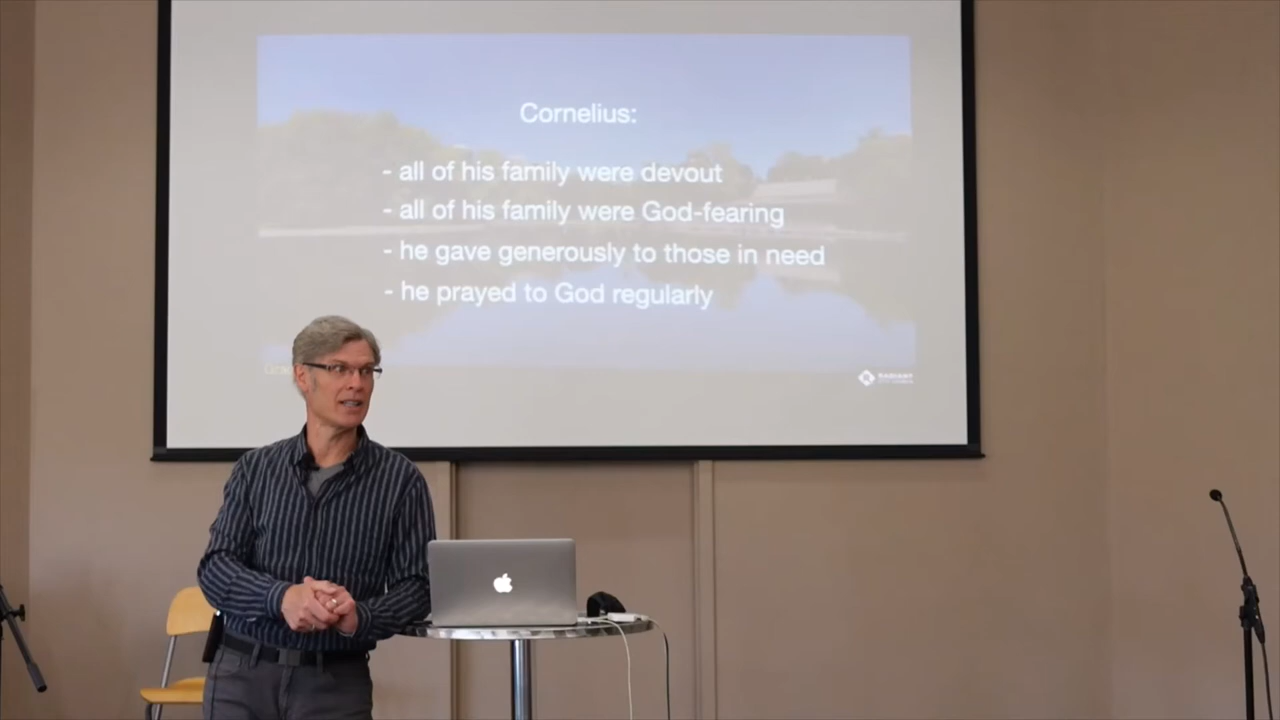 Cornelius:
- all of his family were devout
- all of his family were God-fearing
- he gave generously to those in need
- he prayed to God regularly
RADIANT